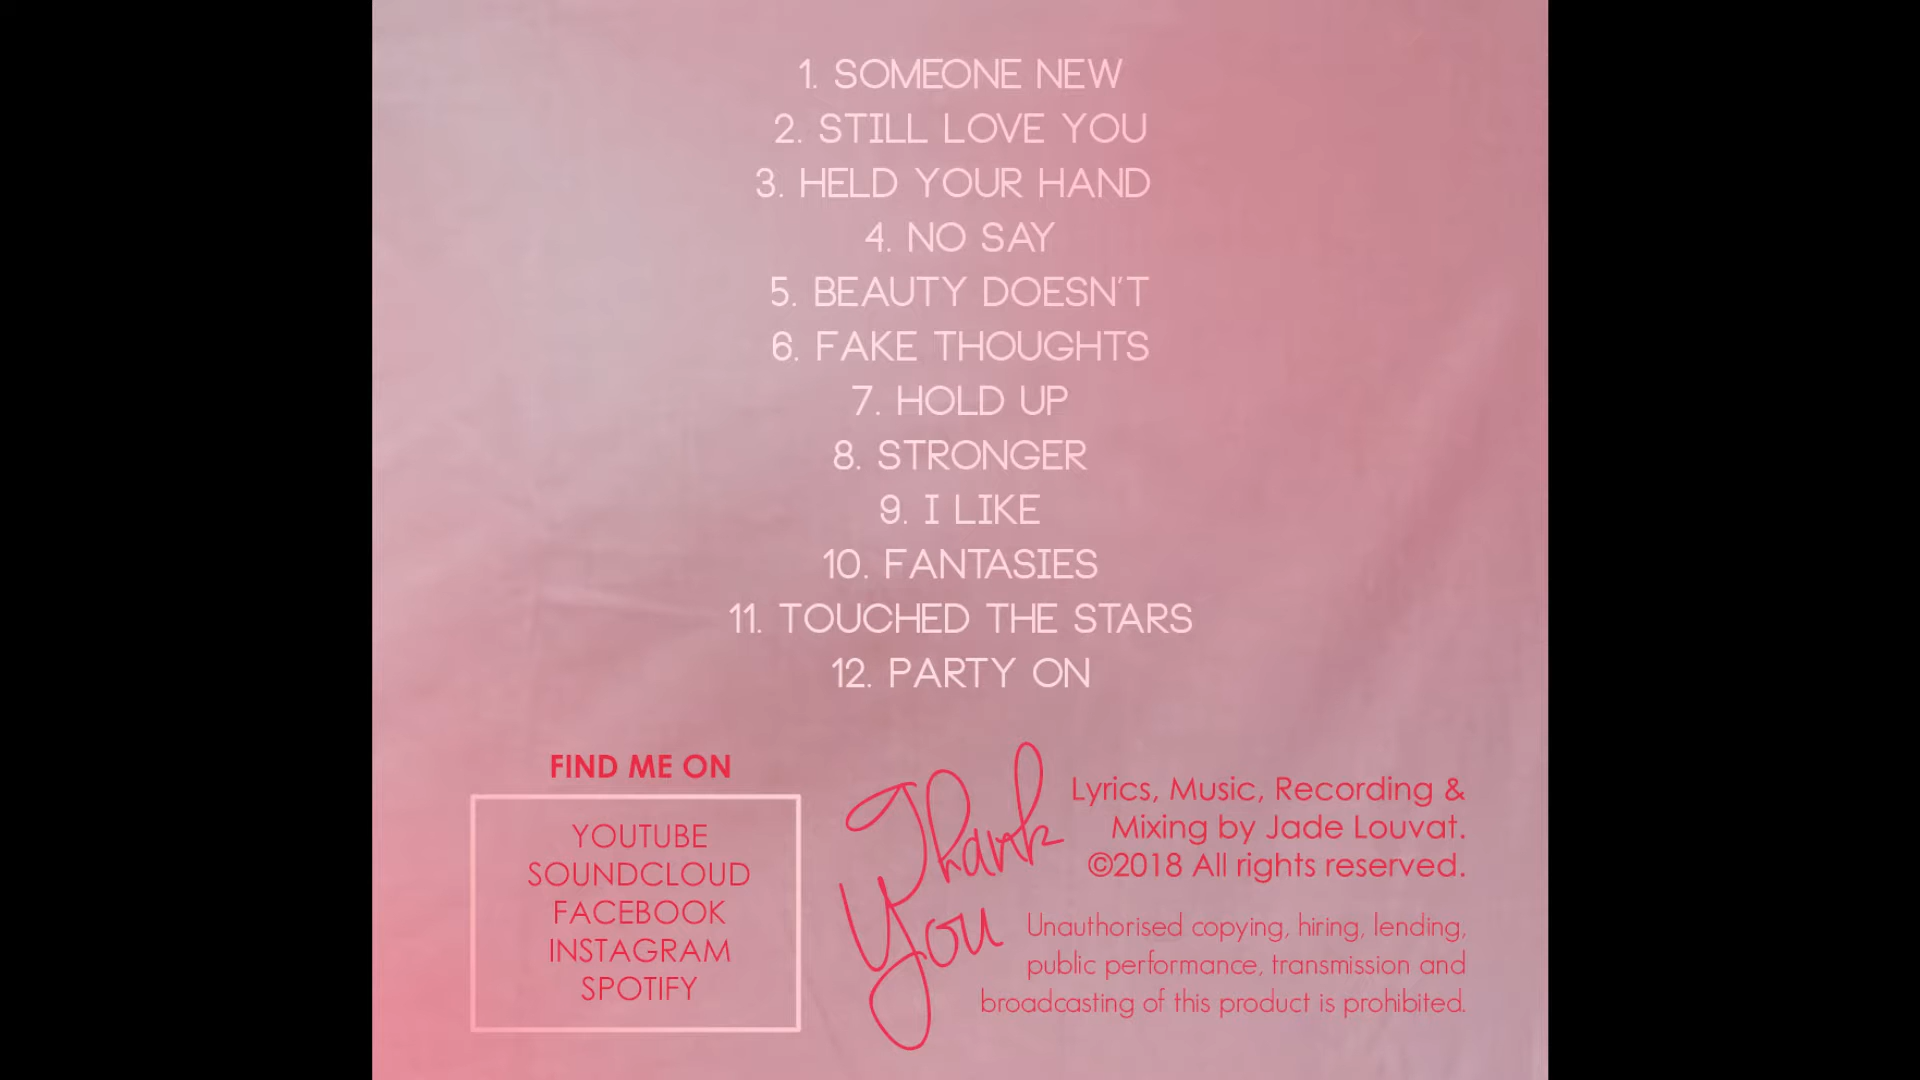 1. SOMEONE NEW
2. STILL LOVE YOU
3. HELD YOUR HAND
4. NO SAY
5. BEAUTY DOESN'T
6. FAKE THOUGHTS
7. HOLD UP
8. STRONGER
9. I LIKE
10. FANTASIES
11. TOUCHED THE STARS
12. PARTY ON
FIND ME ON
YOUTUBE
SOUNDCLOUD
FACEBOOK
INSTAGRAM
SPOTIFY
Thank
You
Lyrics, Music, Recording &
Mixing by Jade Louvat.
©2018 All rights reserved.
Unauthorised copying, hiring, lending,
public performance, transmission and
broadcasting of this product is prohibited.